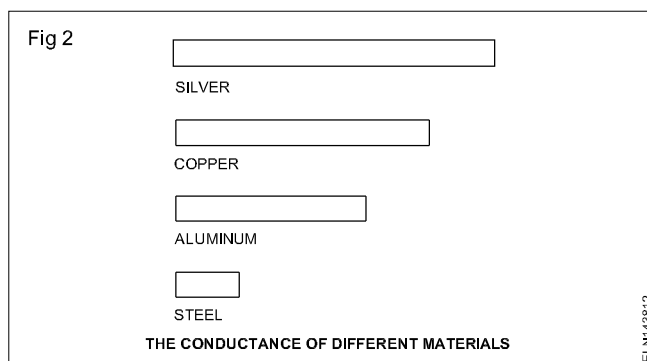 Fig 2
SILVER
COPPER
ALUMINUM
STEEL
THE CONDUCTANCE OF DIFFERENT MATERIALS